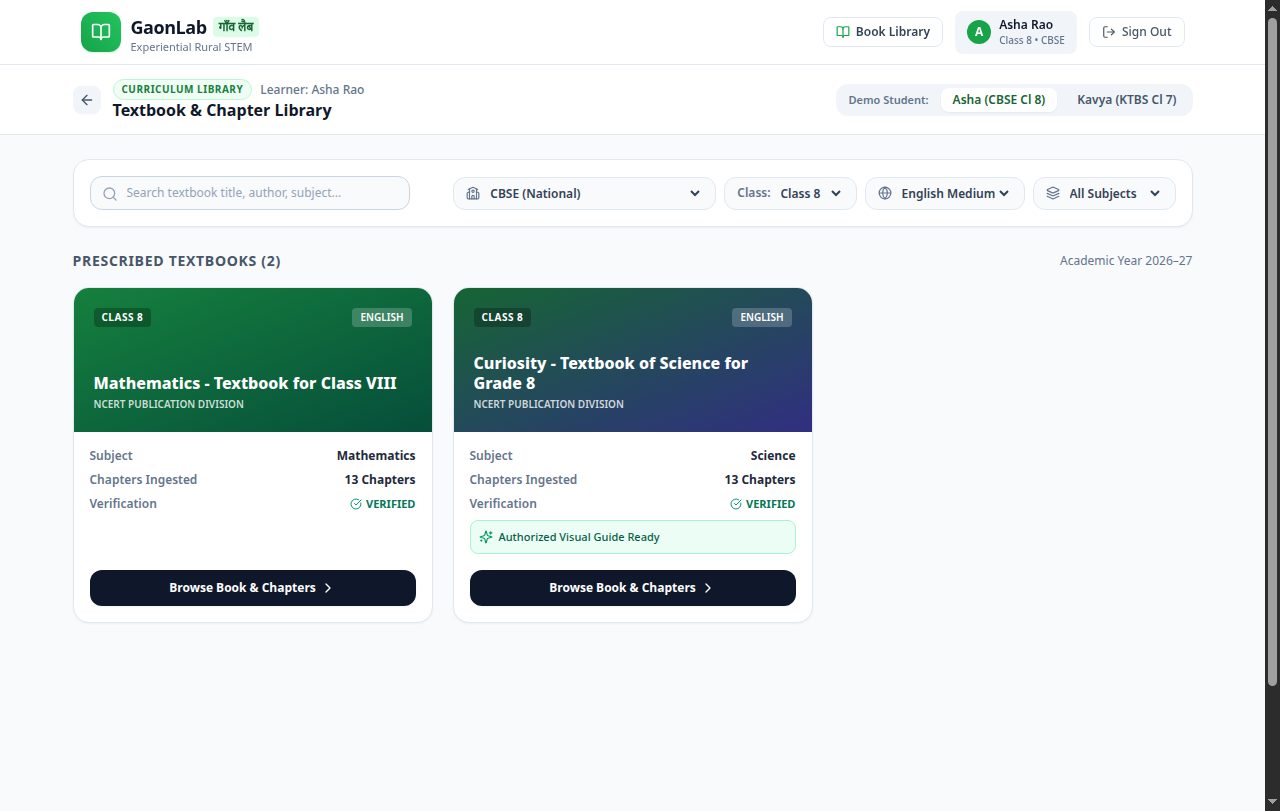 GaonLab गाँव लैब
Experiential Rural STEM
Book Library
A
Asha Rao
Class 8 • CBSE
Sign Out
CURRICULUM LIBRARY Learner: Asha Rao
Textbook & Chapter Library
Demo Student: Asha (CBSE Cl 8) Kavya (KTBS Cl 7)
Search textbook title, author, subject...
CBSE (National)
Class: Class 8
English Medium
All Subjects
PRESCRIBED TEXTBOOKS (2)
Academic Year 2026–27
CLASS 8 ENGLISH
Mathematics - Textbook for Class VIII
NCERT PUBLICATION DIVISION
Subject Mathematics
Chapters Ingested 13 Chapters
Verification VERIFIED
Browse Book & Chapters
CLASS 8 ENGLISH
Curiosity - Textbook of Science for
Grade 8
NCERT PUBLICATION DIVISION
Subject Science
Chapters Ingested 13 Chapters
Verification VERIFIED
Authorized Visual Guide Ready
Browse Book & Chapters